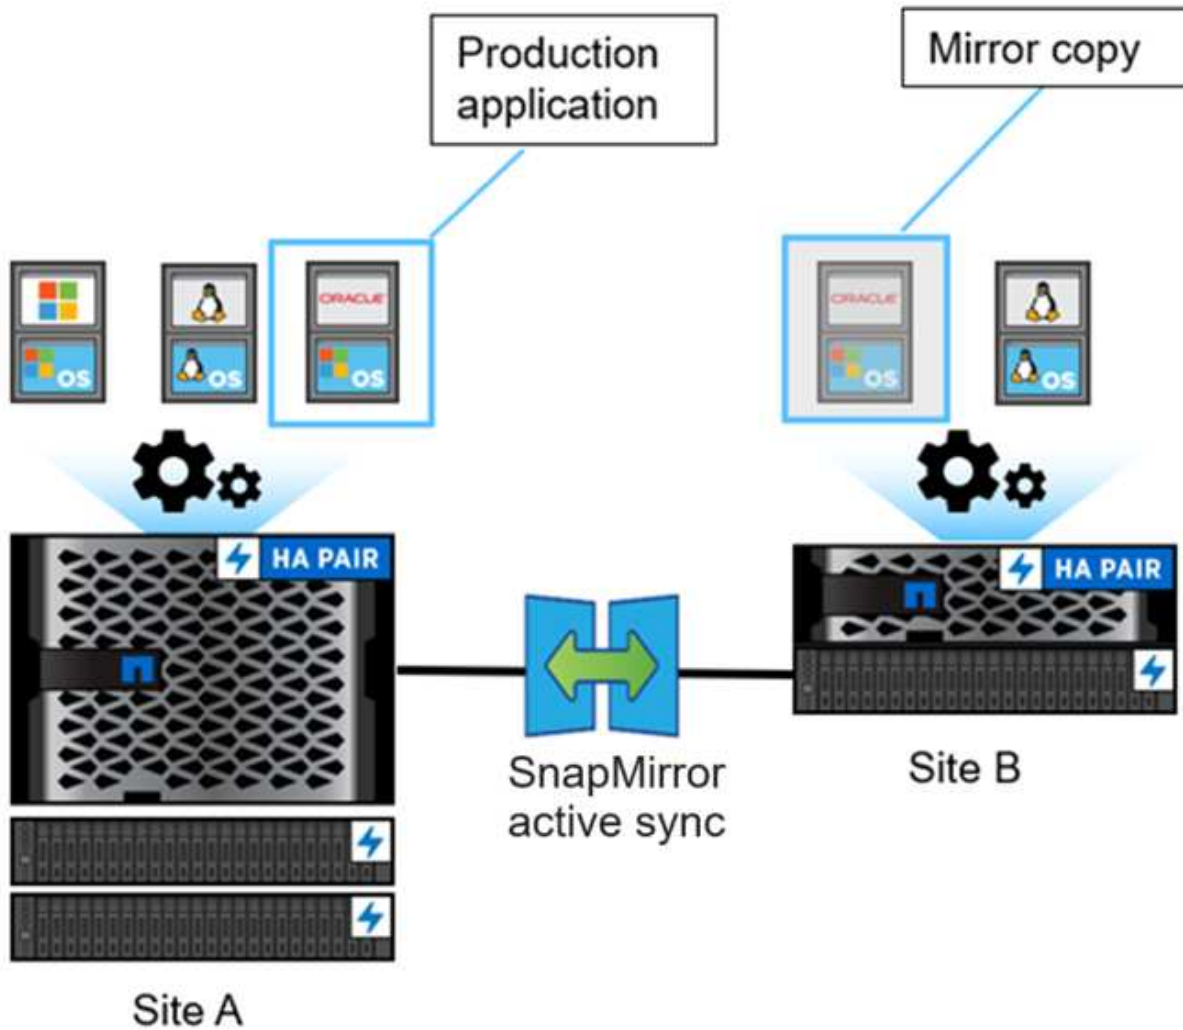 Production
application
Mirror copy
ORACLE
ORACLE
OS
OS
OS
OS
OS
HA PAIR
HA PAIR
SnapMirror
active sync
Site B
Site A